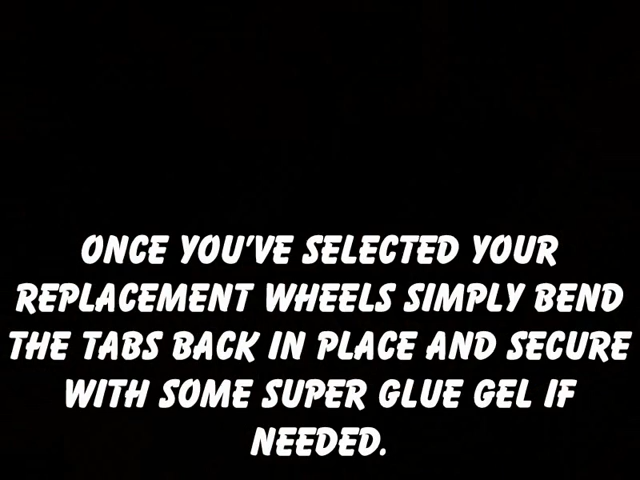 ONCE YOU'VE SELECTED YOUR
REPLACEMENT WHEELS SIMPLY BEND
THE TABS BACK IN PLACE AND SECURE
WITH SOME SUPER GLUE GEL IF
NEEDED.